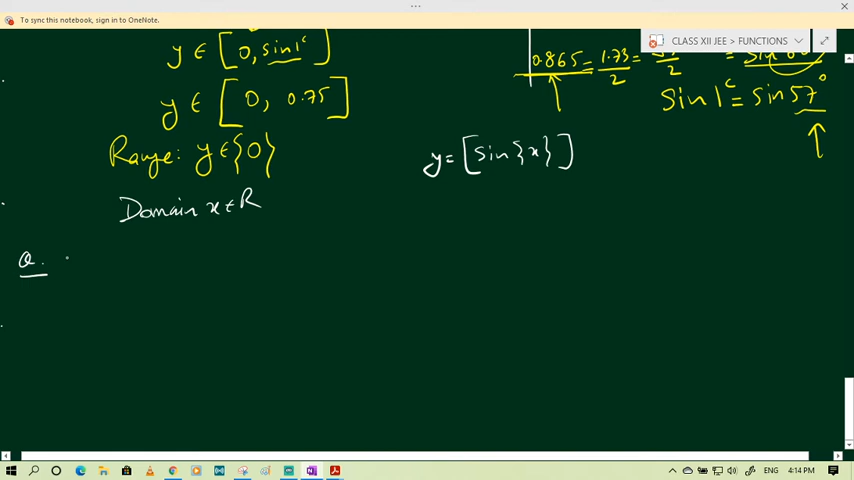 To sync this notebook, sign in to OneNote.
CLASS XII JEE > FUNCTIONS
y ∈ [0, sin1ᶜ]
0.865 = 1.73/2 =
y ∈ [0, 0.75]
Sin 1ᶜ = sin 57°
Range: y ∈ {0}
y = [sin{x}]
Domain x ∈ R
Q.
ENG 4:14 PM